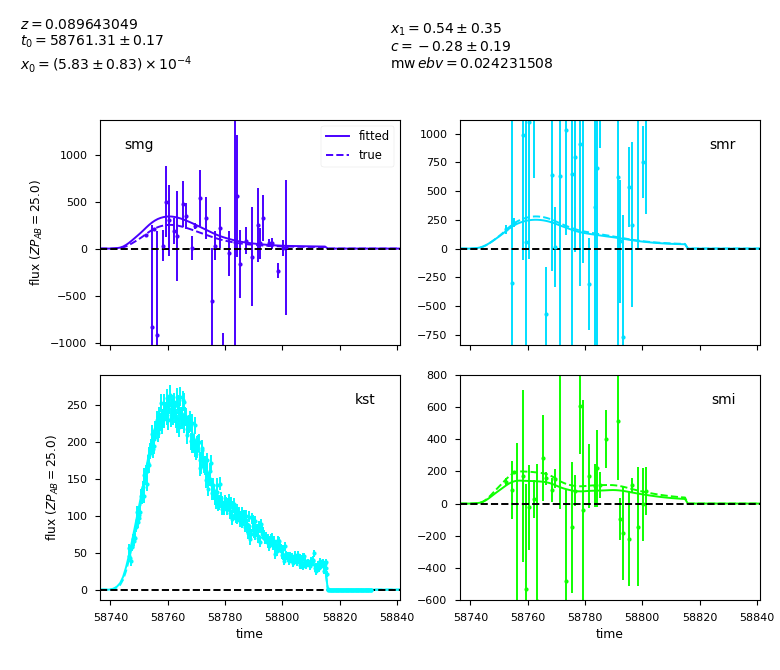 z = 0.089643049
t₀ = 58761.31 ± 0.17
x₀ = (5.83 ± 0.83) × 10⁻⁴
x₁ = 0.54 ± 0.35
c = −0.28 ± 0.19
mw ebv = 0.024231508
smg
fitted
true
1000
500
0
−500
−1000
flux (ZP_AB = 25.0)
smr
1000
750
500
250
0
−250
−500
−750
kst
250
200
150
100
50
0
flux (ZP_AB = 25.0)
58740 58760 58780 58800 58820 58840
time
smi
800
600
400
200
0
−200
−400
−600
58740 58760 58780 58800 58820 58840
time